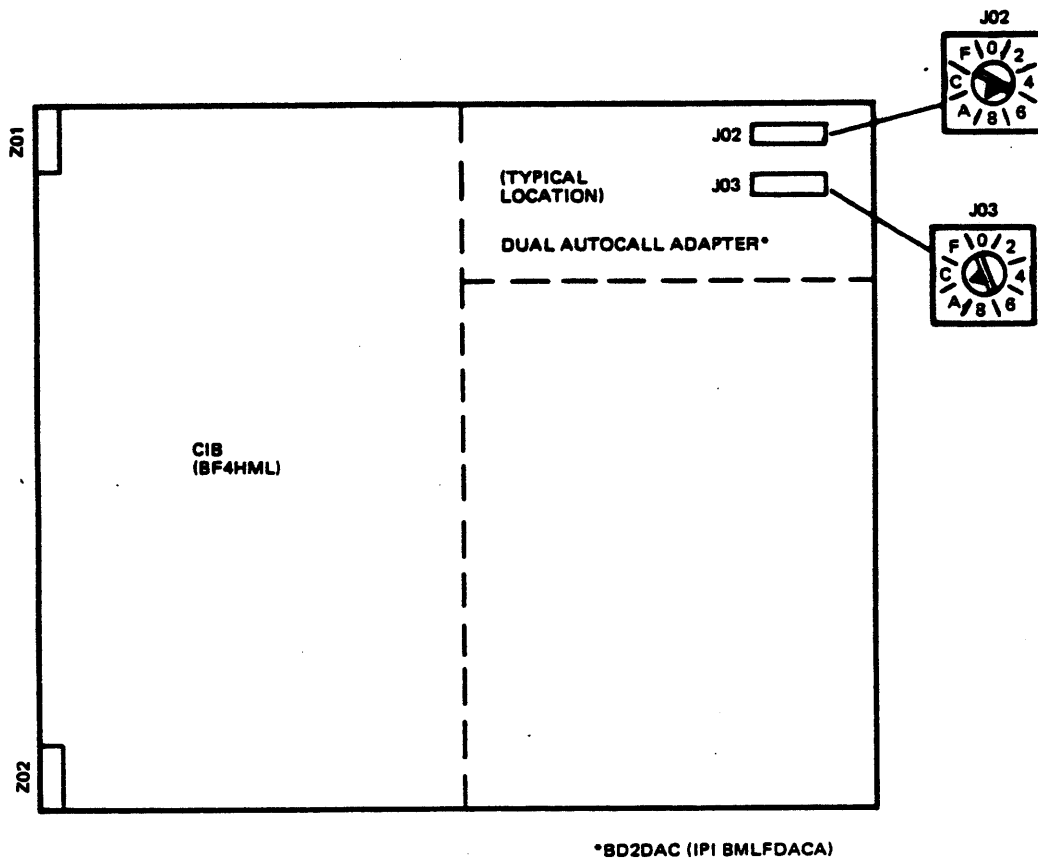 J02
F 0 2
C 4
A 8 6
Z01
J02
(TYPICAL
LOCATION)
J03
J03
DUAL AUTOCALL ADAPTER*
F 0 2
C 4
A 8 6
CIB
(BF4HML)
Z02
*BD2DAC (IPI BMLFDACA)